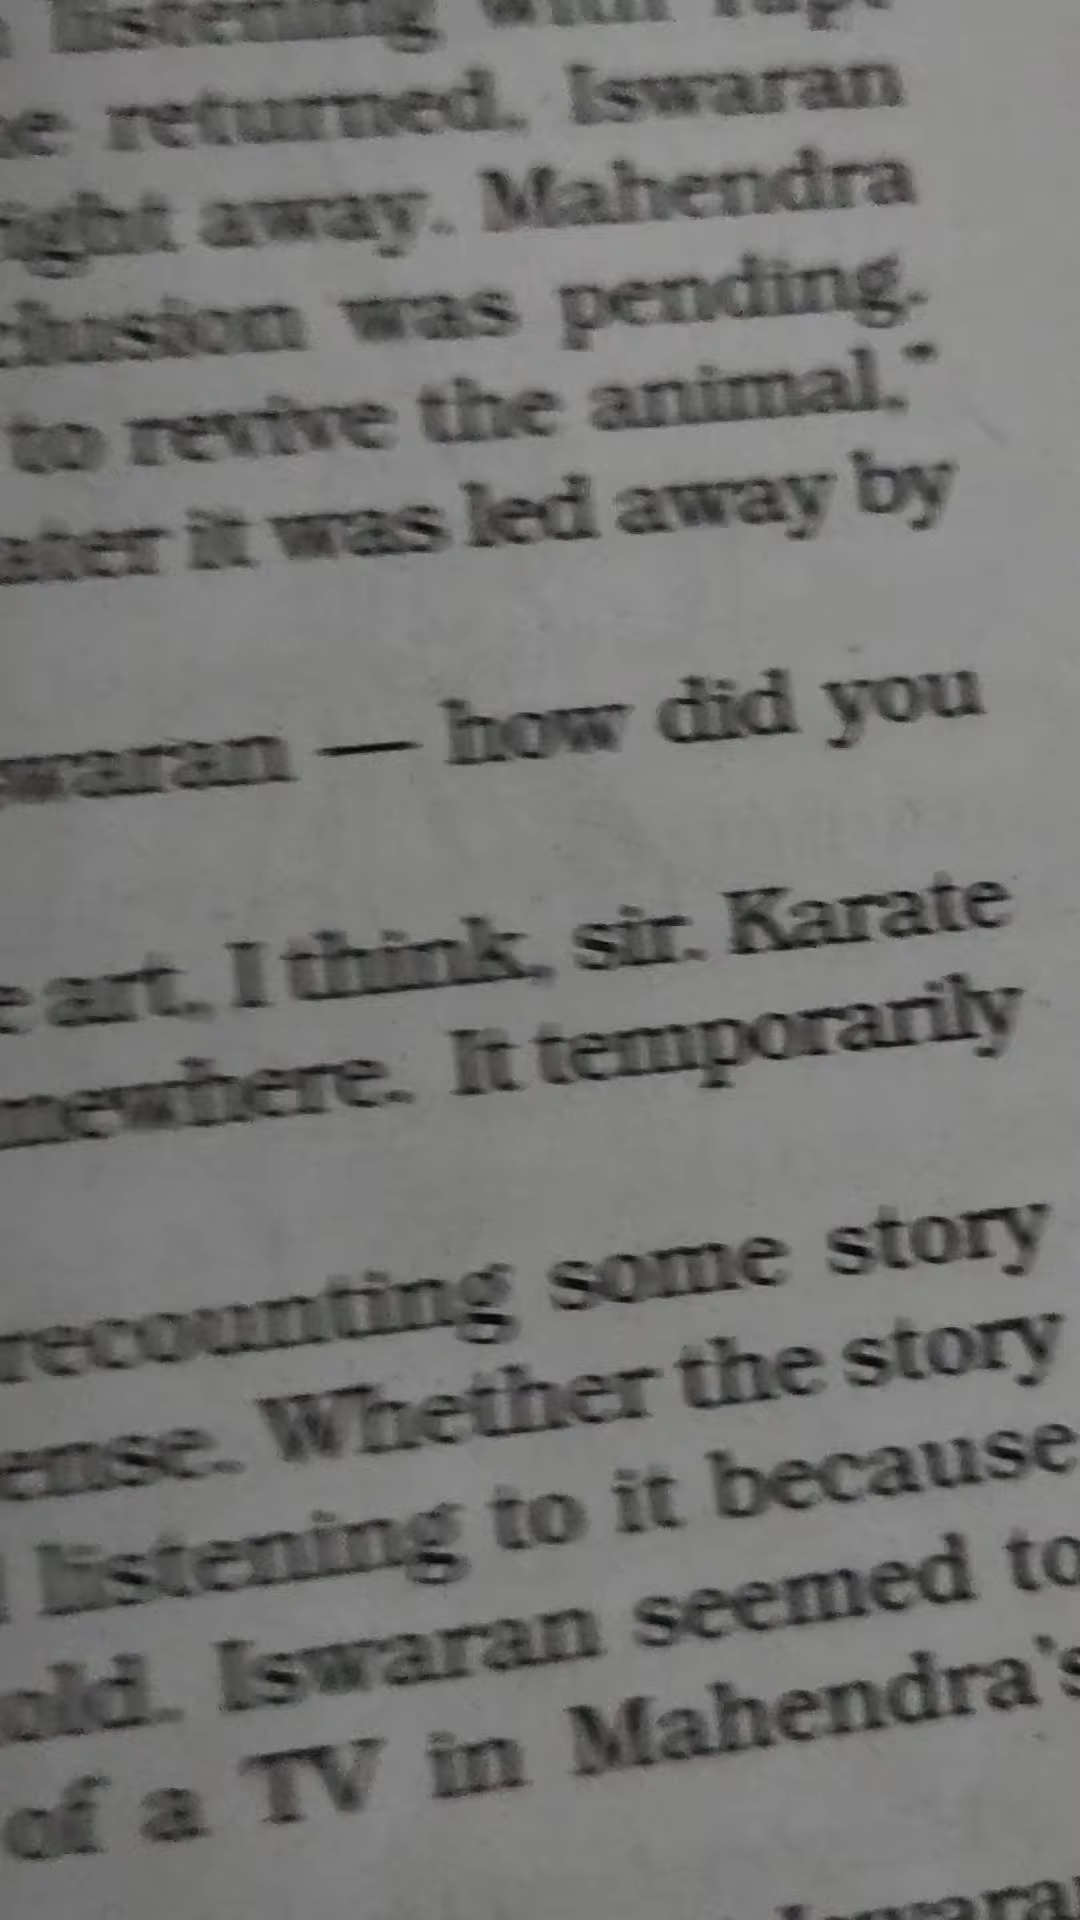 listening with rapt
e returned, Iswaran
ight away. Mahendra
clusion was pending.
to revive the animal.”
ater it was led away by
waran — how did you
e art, I think, sir. Karate
mewhere. It temporarily
recounting some story
ense. Whether the story
listening to it because
old. Iswaran seemed to
of a TV in Mahendra's